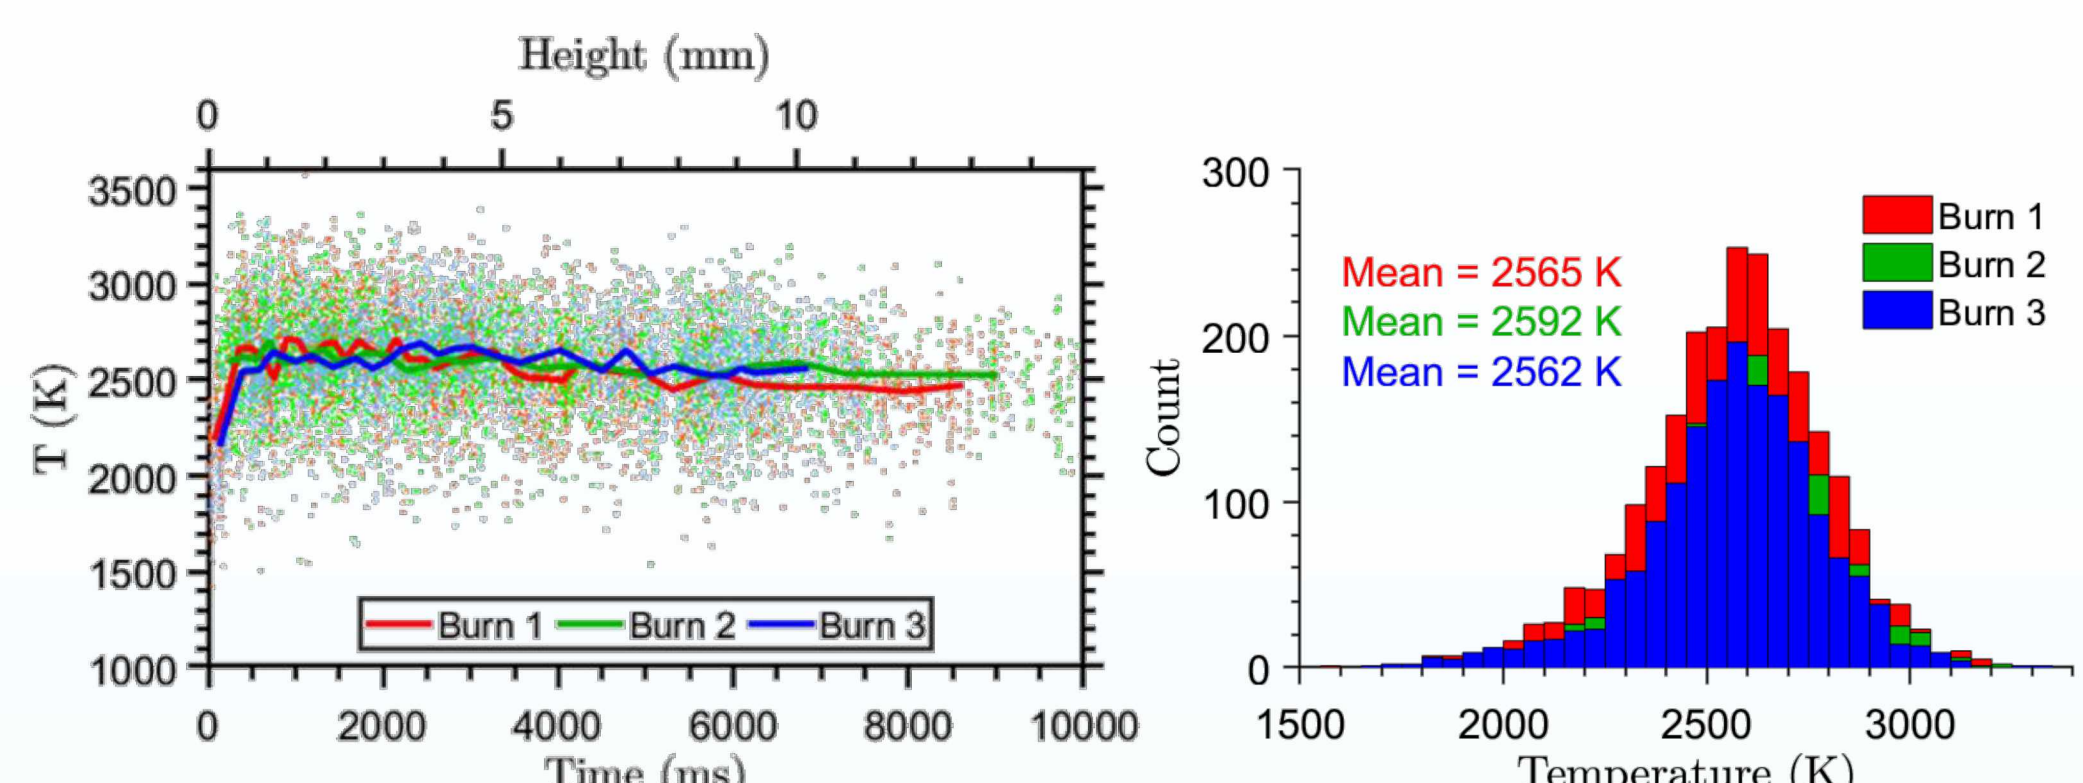 Height (mm)
0 5 10
3500
3000
2500
2000
1500
1000
T (K)
Burn 1 Burn 2 Burn 3
0 2000 4000 6000 8000 10000
Time (ms)
300
200
100
0
Count
Mean = 2565 K
Mean = 2592 K
Mean = 2562 K
Burn 1
Burn 2
Burn 3
1500 2000 2500 3000
Temperature (K)